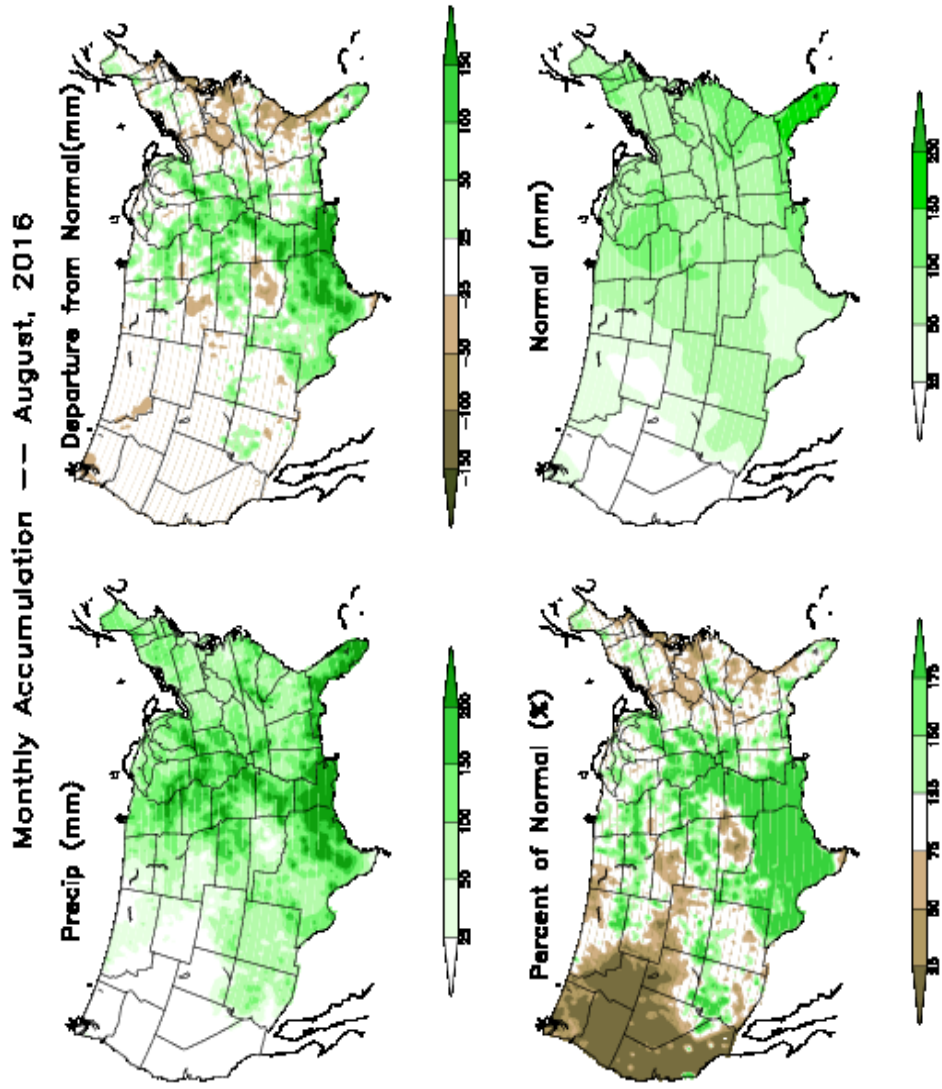 Monthly Accumulation —— August, 2016
Precip (mm)
Departure from Normal(mm)
25 50 100 150 200
-150 -100 -50 -25 25 50 100 150
Percent of Normal (%)
Normal (mm)
25 50 75 125 150 175
25 50 100 150 200